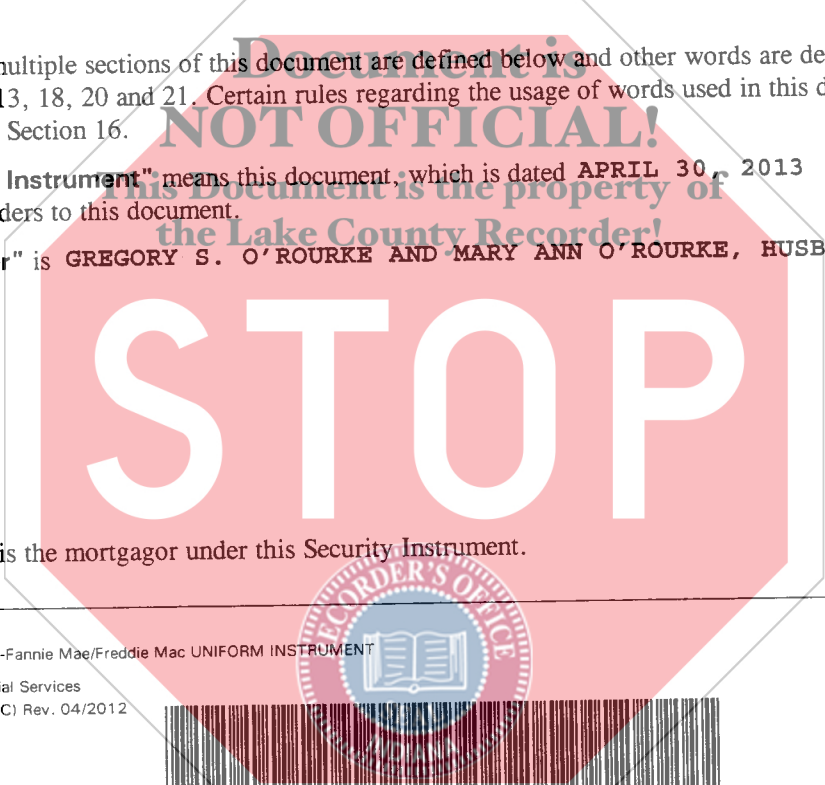 Document is
multiple sections of this document are defined below and other words are de
13, 18, 20 and 21. Certain rules regarding the usage of words used in this d
NOT OFFICIAL!
Section 16.
Instrument" means this document, which is dated APRIL 30, 2013
This Document is the property of
ders to this document.
the Lake County Recorder!
r" is GREGORY S. O'ROURKE AND MARY ANN O'ROURKE, HUSB
STOP
is the mortgagor under this Security Instrument.
RECORDER'S OFFICE
-Fannie Mae/Freddie Mac UNIFORM INSTRUMENT
ial Services
C) Rev. 04/2012
INDIANA